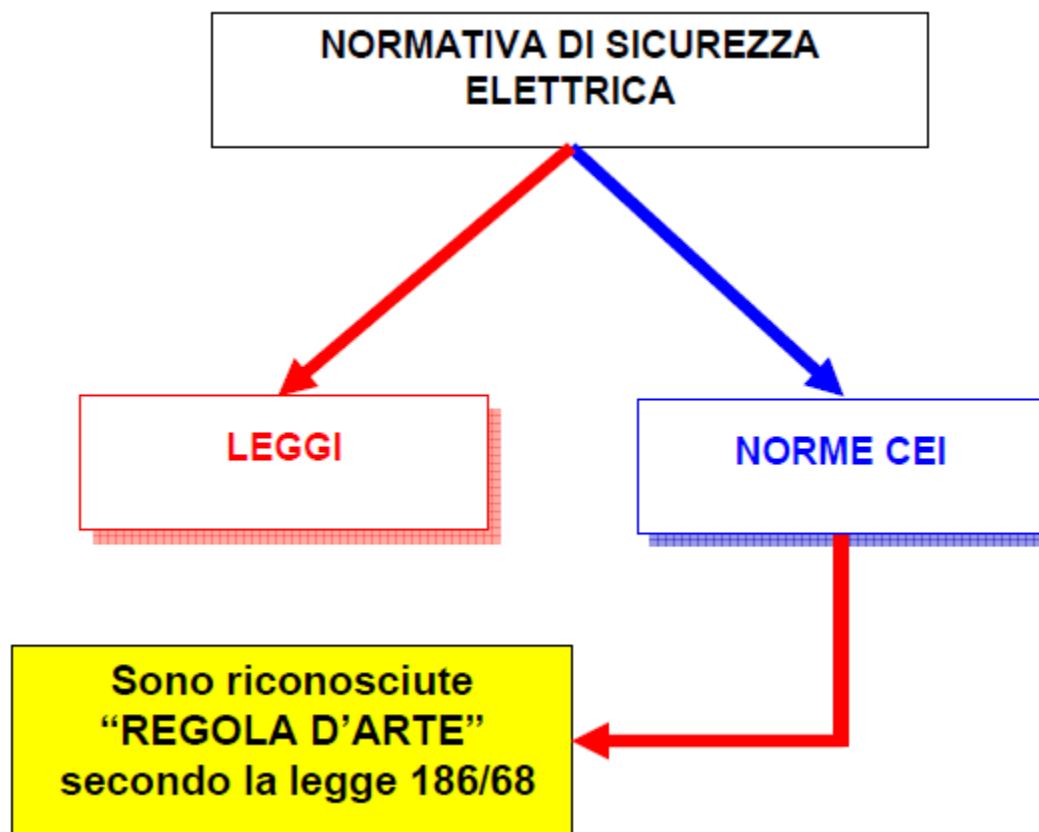 NORMATIVA DI SICUREZZA
ELETTRICA
LEGGI
NORME CEI
Sono riconosciute
“REGOLA D’ARTE”
secondo la legge 186/68